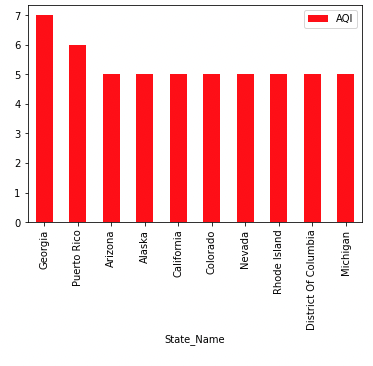 AQI
7
6
5
4
3
2
1
0
Georgia
Puerto Rico
Arizona
Alaska
California
Colorado
Nevada
Rhode Island
District Of Columbia
Michigan
State_Name